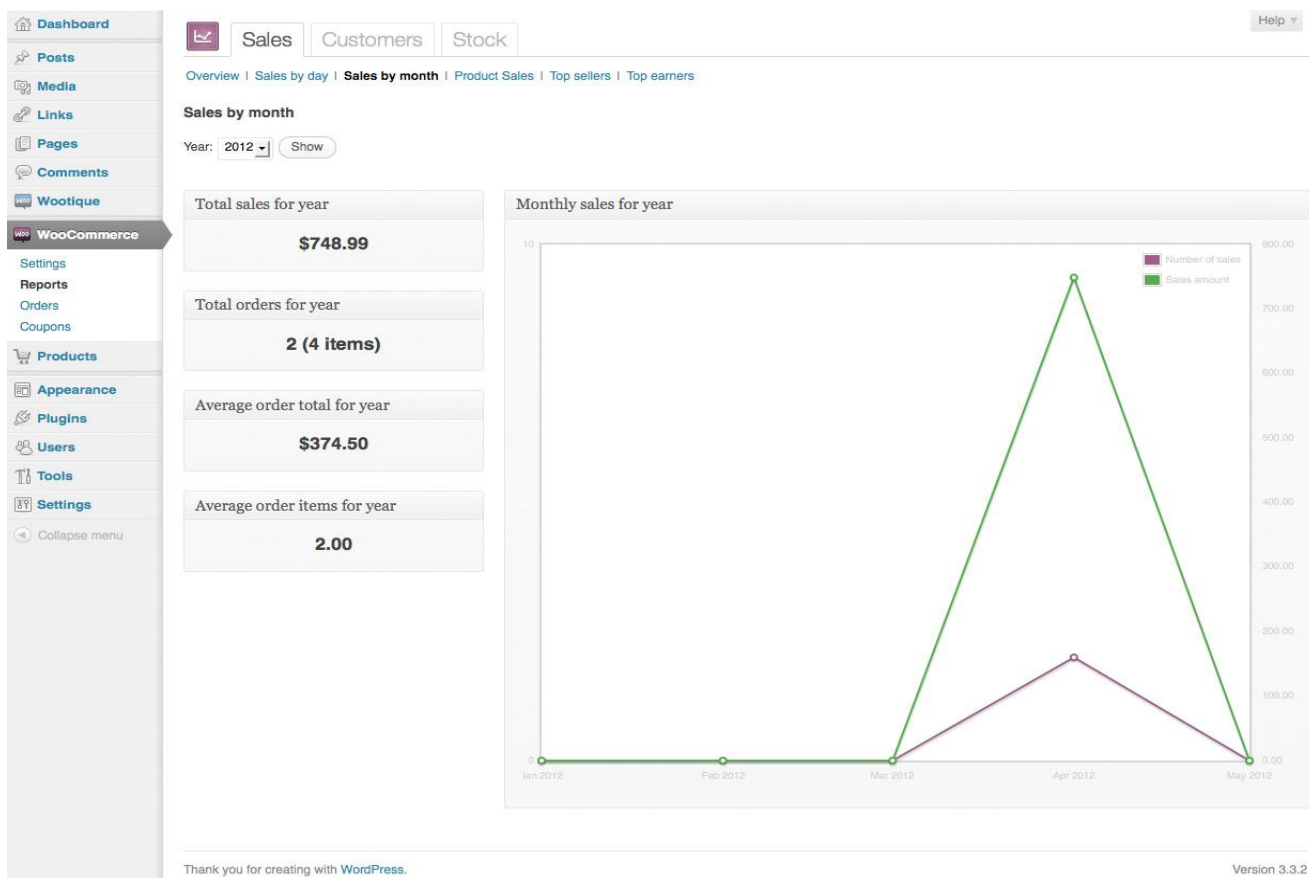 Dashboard
Posts
Media
Links
Pages
Comments
Wootique
WooCommerce
Settings
Reports
Orders
Coupons
Products
Appearance
Plugins
Users
Tools
Settings
Collapse menu
Help
Sales Customers Stock
Overview | Sales by day | Sales by month | Product Sales | Top sellers | Top earners
Sales by month
Year: 2012 Show
Total sales for year
$748.99
Total orders for year
2 (4 items)
Average order total for year
$374.50
Average order items for year
2.00
Monthly sales for year
10
0
Number of sales
Sales amount
800.00
700.00
600.00
500.00
400.00
300.00
200.00
100.00
0.00
Jan 2012 Feb 2012 Mar 2012 Apr 2012 May 2012
Thank you for creating with WordPress.
Version 3.3.2